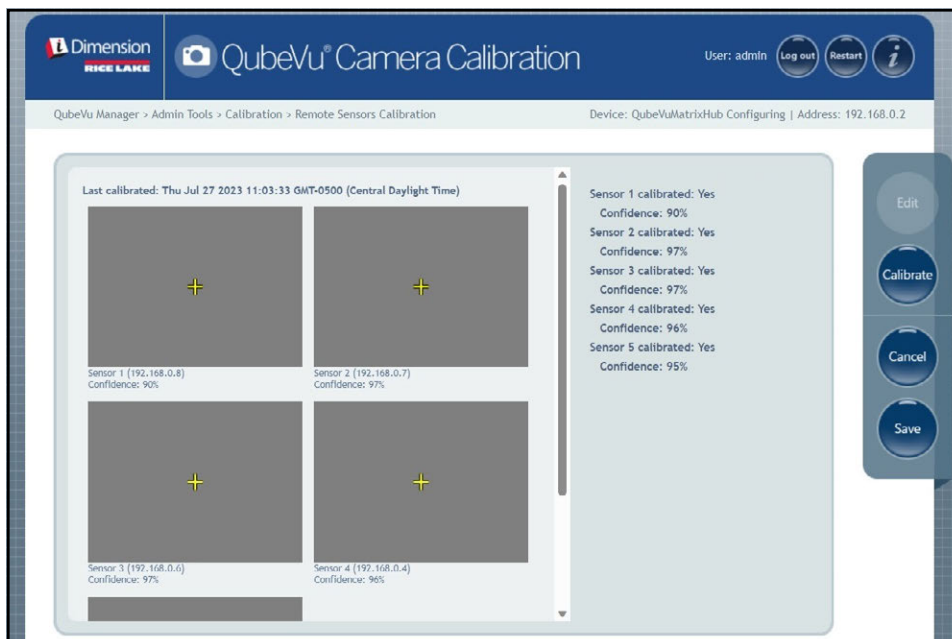 iDimension
RICE LAKE
QubeVu® Camera Calibration
User: admin
Log out
Restart
i
QubeVu Manager > Admin Tools > Calibration > Remote Sensors Calibration
Device: QubeVuMatrixHub Configuring | Address: 192.168.0.2
Last calibrated: Thu Jul 27 2023 11:03:33 GMT-0500 (Central Daylight Time)
Sensor 1 (192.168.0.8)
Confidence: 90%
Sensor 2 (192.168.0.7)
Confidence: 97%
Sensor 3 (192.168.0.6)
Confidence: 97%
Sensor 4 (192.168.0.4)
Confidence: 96%
Sensor 1 calibrated: Yes
Confidence: 90%
Sensor 2 calibrated: Yes
Confidence: 97%
Sensor 3 calibrated: Yes
Confidence: 97%
Sensor 4 calibrated: Yes
Confidence: 96%
Sensor 5 calibrated: Yes
Confidence: 95%
Edit
Calibrate
Cancel
Save